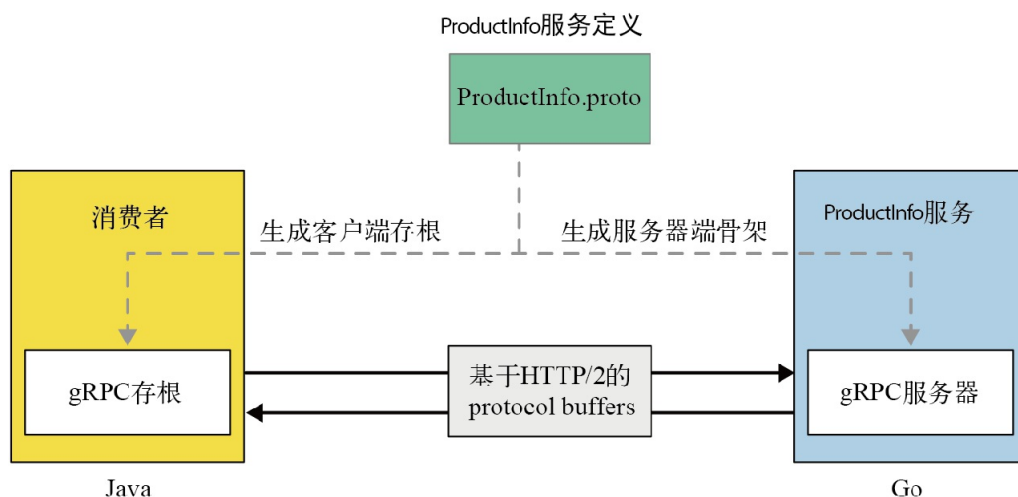 ProductInfo服务定义
ProductInfo.proto
消费者
ProductInfo服务
生成客户端存根
生成服务器端骨架
gRPC存根
基于HTTP/2的
protocol buffers
gRPC服务器
Java
Go